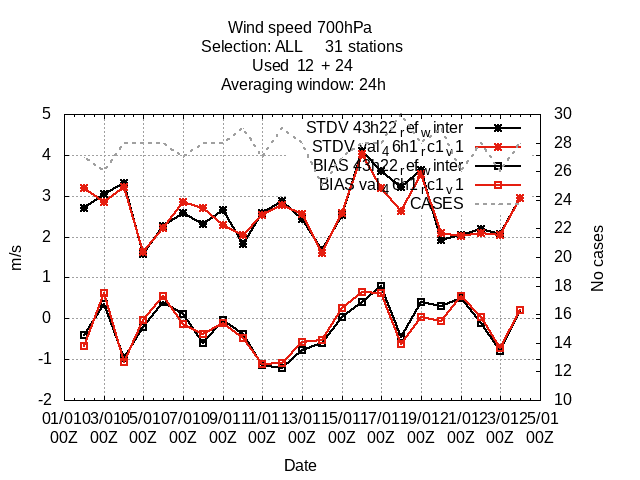 Wind speed 700hPa
Selection: ALL 31 stations
Used 12 + 24
Averaging window: 24h
5 30
STDV 43h22_ref_winter
28
STDV val_46h1_rc1_v1
4
BIAS 43h22_ref_winter
26
BIAS val_46h1_rc1_v1
3 24
CASES
2 22
20
m/s
1
No cases
18
0 16
-1 14
12
-2 10
01/01 03/01 05/01 07/01 09/01 11/01 13/01 15/01 17/01 19/01 21/01 23/01 25/01
00Z 00Z 00Z 00Z 00Z 00Z 00Z 00Z 00Z 00Z 00Z 00Z 00Z
Date